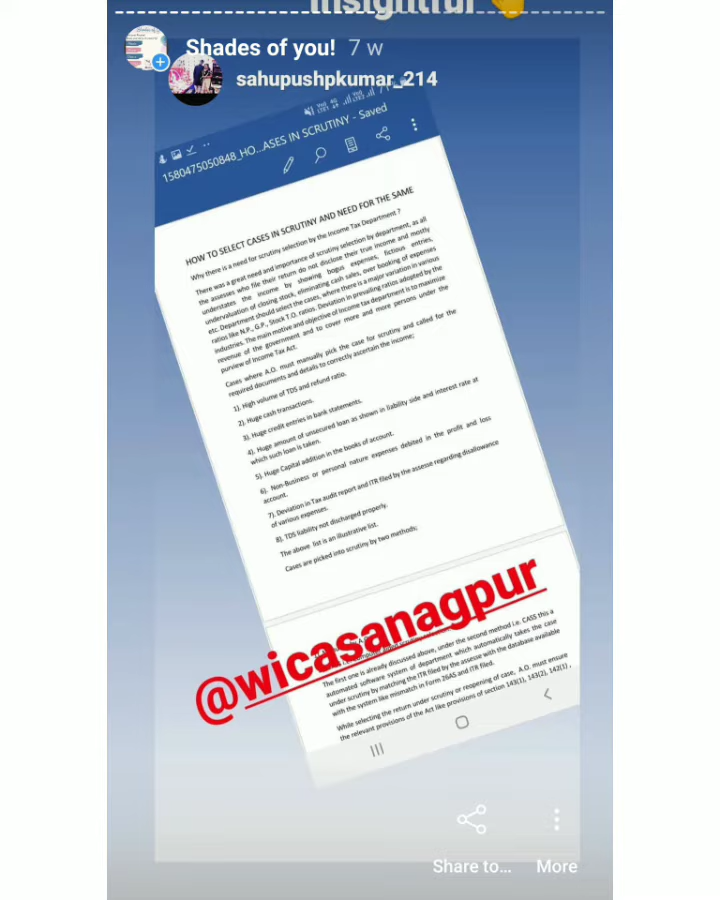 insightful
Shades of you! 7 w
sahupushpkumar_214
1580475050848_HO...ASES IN SCRUTINY - Saved
HOW TO SELECT CASES IN SCRUTINY AND NEED FOR THE SAME
Why there is a need for scrutiny selection by the Income Tax Department ?
There was a great need and importance of scrutiny selection by department, as all
the assesses who file their return do not disclose their true income and mostly
understates the income by showing bogus expenses, fictious entries,
undervaluation of closing stock, eliminating cash sales, over booking of expenses
etc. Department should select the cases, where there is a major variation in various
ratios like N.P., G.P., Stock T.O. ratios. Deviation in prevailing ratios adopted by the
industries. The main motive and objective of Income tax department is to maximize
revenue of the government and to cover more and more persons under the
purview of Income Tax Act.
Cases where A.O. must manually pick the case for scrutiny and called for the
required documents and details to correctly ascertain the income;
1). High volume of TDS and refund ratio.
2). Huge cash transactions.
3). Huge credit entries in bank statements.
4). Huge amount of unsecured loan as shown in liability side and interest rate at
which such loan is taken.
5). Huge Capital addition in the books of account.
6). Non-Business or personal nature expenses debited in the profit and loss
account.
7). Deviation in Tax audit report and ITR filed by the assesse regarding disallowance
of various expenses.
8). TDS liability not discharged properly.
The above list is an illustrative list.
Cases are picked into scrutiny by two methods;
@wicasanagpur
The first one is already discussed above, under the second method i.e. CASS this a
automated software system of department which automatically takes the case
under scrutiny by matching the ITR filed by the assesse with the database available
with the system like mismatch in Form 26AS and ITR filed.
While selecting the return under scrutiny or reopening of case, A.O. must ensure
the relevant provisions of the Act like provisions of section 143(1), 143(2), 142(1),
Share to... More